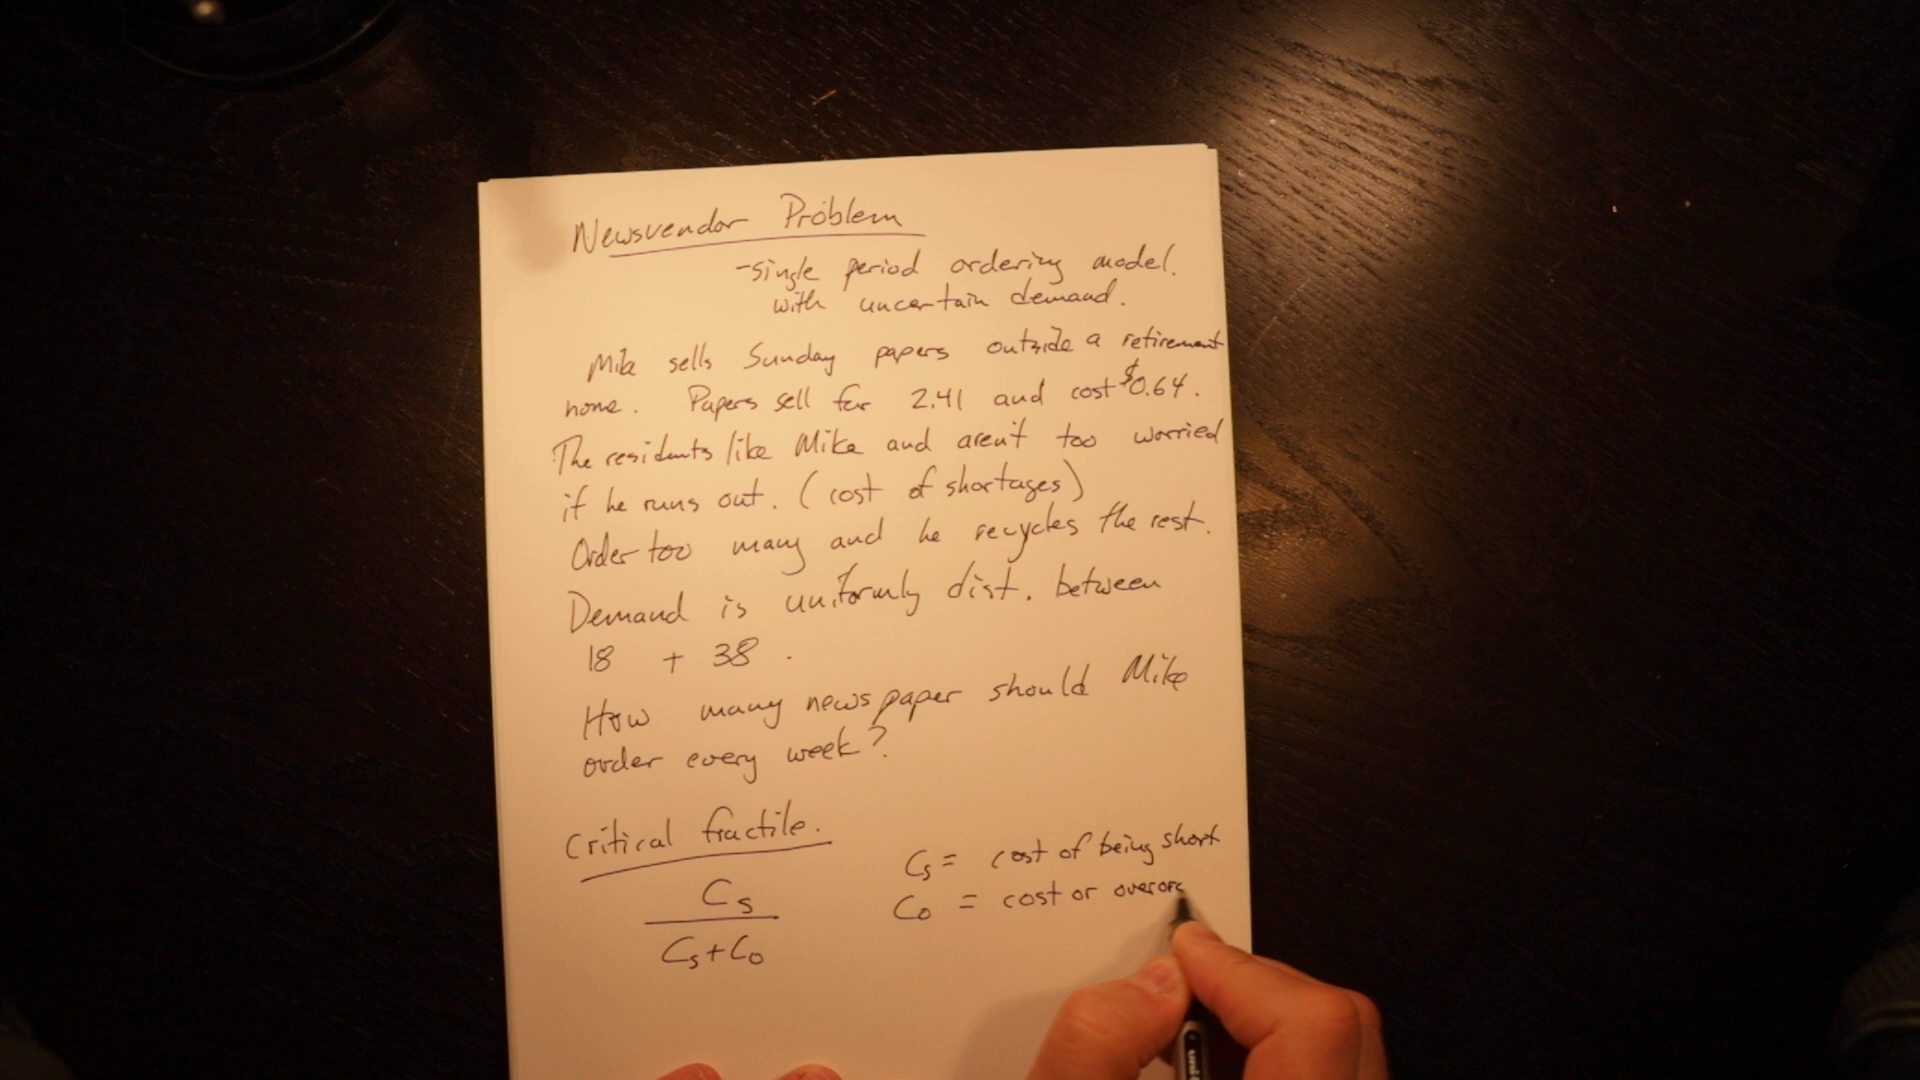 Newsvendor Problem
- single period ordering model.
with uncertain demand.
Mike sells Sunday papers outside a retirement
home. Papers sell for 2.41 and cost $0.64.
The residents like Mike and aren't too worried
if he runs out. (cost of shortages)
Order too many and he recycles the rest.
Demand is uniformly dist. between
18 + 38.
How many newspaper should Mike
order every week?
Critical fractile.
Cs
Cs+Co
Cs = cost of being short
Co = cost or overor